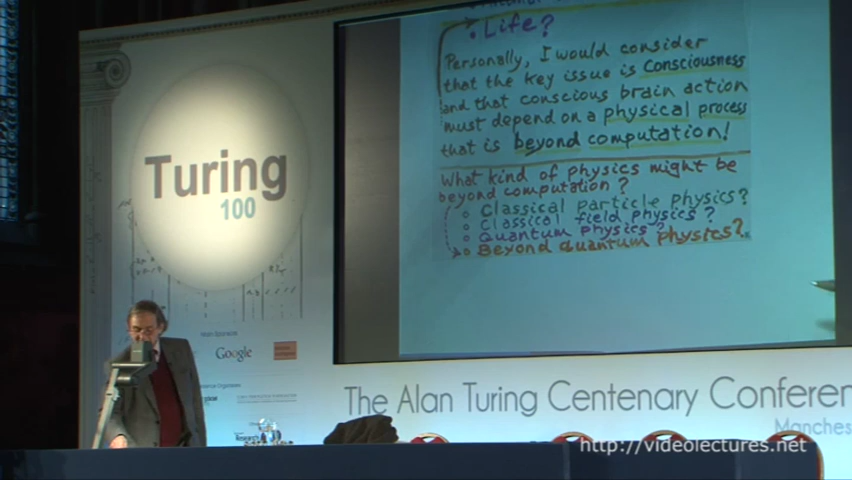 • Life?
Personally, I would consider
that the key issue is consciousness
and that conscious brain action
must depend on a physical process
that is beyond computation!
What kind of physics might be
beyond computation?
o Classical particle physics?
o Classical field physics?
o Quantum physics?
o Beyond quantum physics?
Turing
100
Google
The Alan Turing Centenary Conferen
Manches
http://videolectures.net